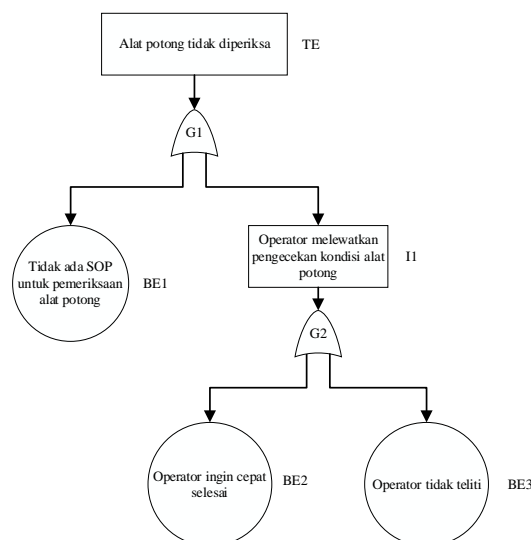 Alat potong tidak diperiksa
TE
G1
Tidak ada SOP
untuk pemeriksaan
alat potong
BE1
Operator melewatkan
pengecekan kondisi alat
potong
I1
G2
Operator ingin cepat
selesai
BE2
Operator tidak teliti
BE3